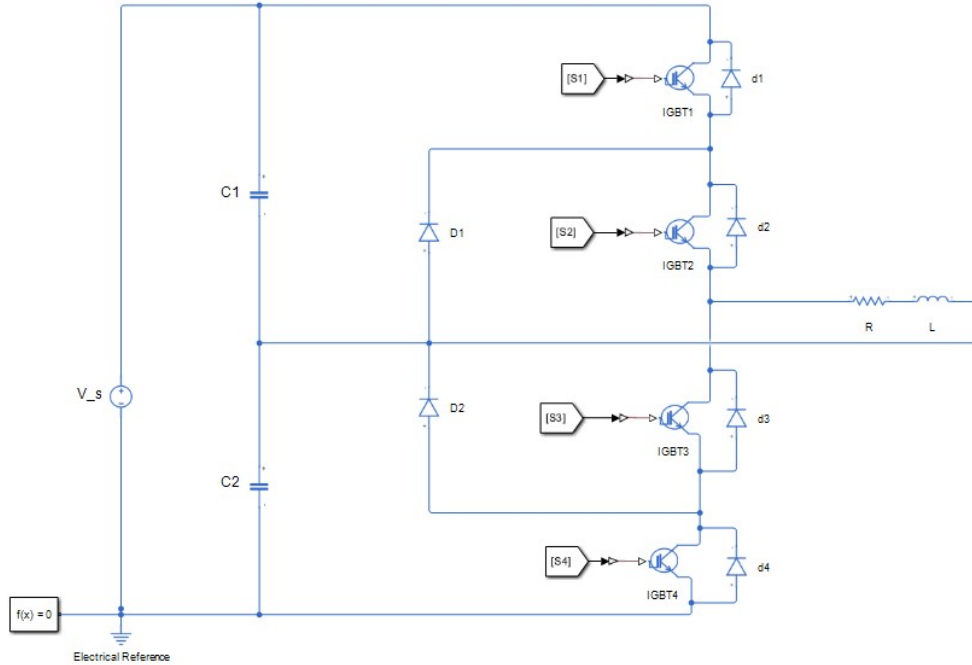 [S1]
d1
IGBT1
C1
D1
[S2]
d2
IGBT2
R
L
V_s
D2
[S3]
d3
IGBT3
C2
[S4]
d4
IGBT4
f(x) = 0
Electrical Reference